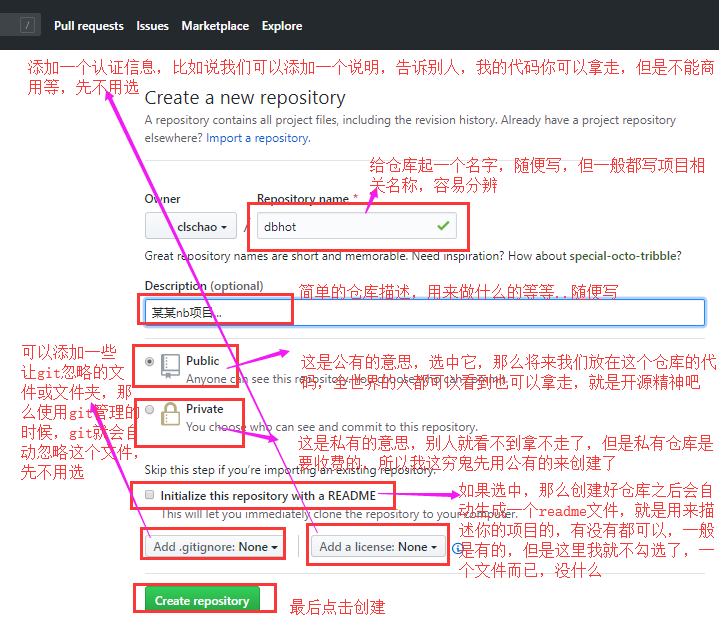 / Pull requests Issues Marketplace Explore
添加一个认证信息，比如说我们可以添加一个说明，告诉别人，我的代码你可以拿走，但是不能商
用等，先不用选
Create a new repository
A repository contains all project files, including the revision history. Already have a project repository
elsewhere? Import a repository.
给仓库起一个名字，随便写，但一般都写项目相
关名称，容易分辨
Owner Repository name *
clschao / dbhot
Great repository names are short and memorable. Need inspiration? How about special-octo-tribble?
Description (optional)
简单的仓库描述，用来做什么的等等..随便写
某某nb项目...
可以添加一些
让git忽略的文
件或文件夹，那
么使用git管理的
时候，git就会自
动忽略这个文件，
先不用选
Public
Anyone can see this repository. You choose who can commit.
这是公有的意思，选中它，那么将来我们放在这个仓库的代
码，全世界的人都可以看到也可以拿走，就是开源精神吧
Private
You choose who can see and commit to this repository.
这是私有的意思，别人就看不到拿不走了，但是私有仓库是
要收费的，所以我这穷鬼先用公有的来创建了
Skip this step if you're importing an existing repository.
Initialize this repository with a README
This will let you immediately clone the repository to your computer.
如果选中，那么创建好仓库之后会自
动生成一个readme文件，就是用来描
述你的项目的，有没有都可以，一般
是有的，但是这里我就不勾选了，一
个文件而已，没什么
Add .gitignore: None Add a license: None
Create repository
最后点击创建